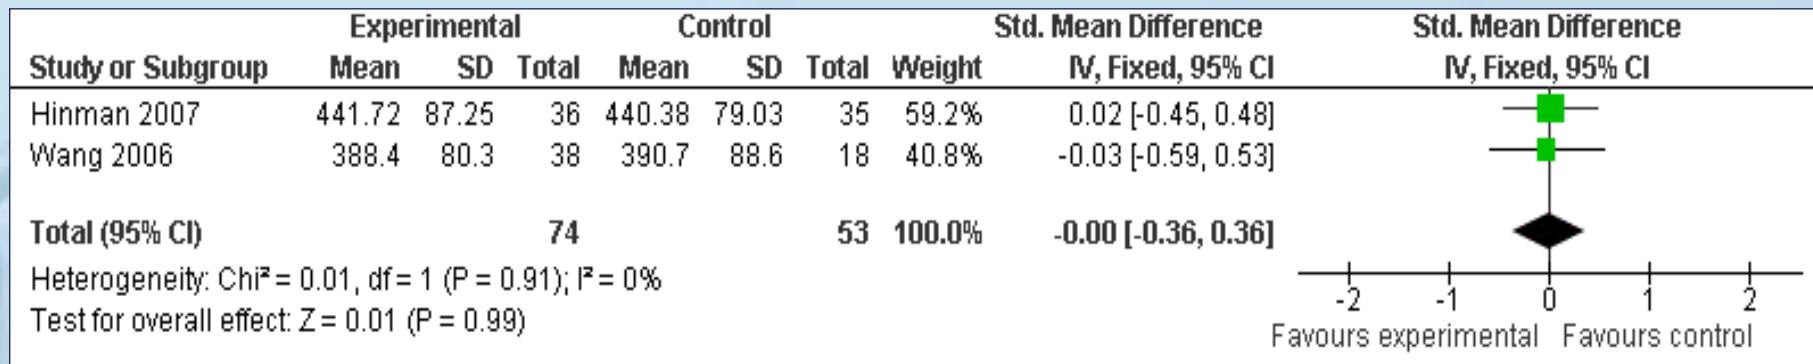 Experimental Control Std. Mean Difference Std. Mean Difference
Study or Subgroup Mean SD Total Mean SD Total Weight IV, Fixed, 95% CI IV, Fixed, 95% CI
Hinman 2007 441.72 87.25 36 440.38 79.03 35 59.2% 0.02 [-0.45, 0.48]
Wang 2006 388.4 80.3 38 390.7 88.6 18 40.8% -0.03 [-0.59, 0.53]
Total (95% CI) 74 53 100.0% -0.00 [-0.36, 0.36]
Heterogeneity: Chi² = 0.01, df = 1 (P = 0.91); I² = 0%
Test for overall effect: Z = 0.01 (P = 0.99)
-2 -1 0 1 2
Favours experimental Favours control